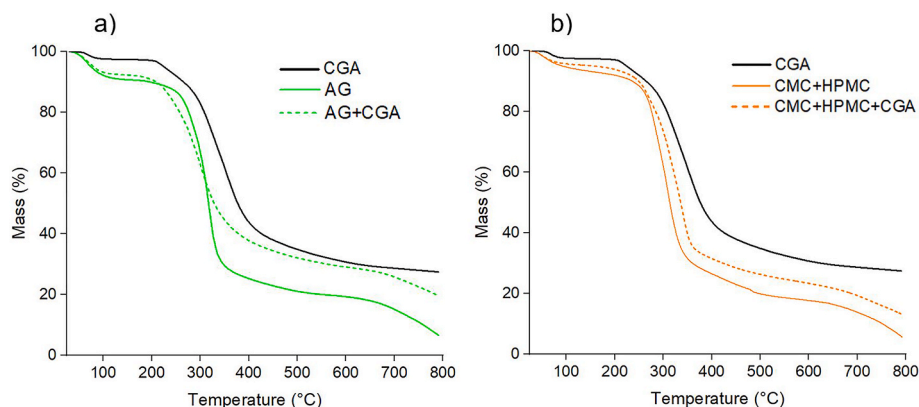 a)
CGA
AG
AG+CGA
100
80
60
40
20
0
Mass (%)
100 200 300 400 500 600 700 800
Temperature (°C)
b)
CGA
CMC+HPMC
CMC+HPMC+CGA
100
80
60
40
20
0
Mass (%)
100 200 300 400 500 600 700 800
Temperature (°C)